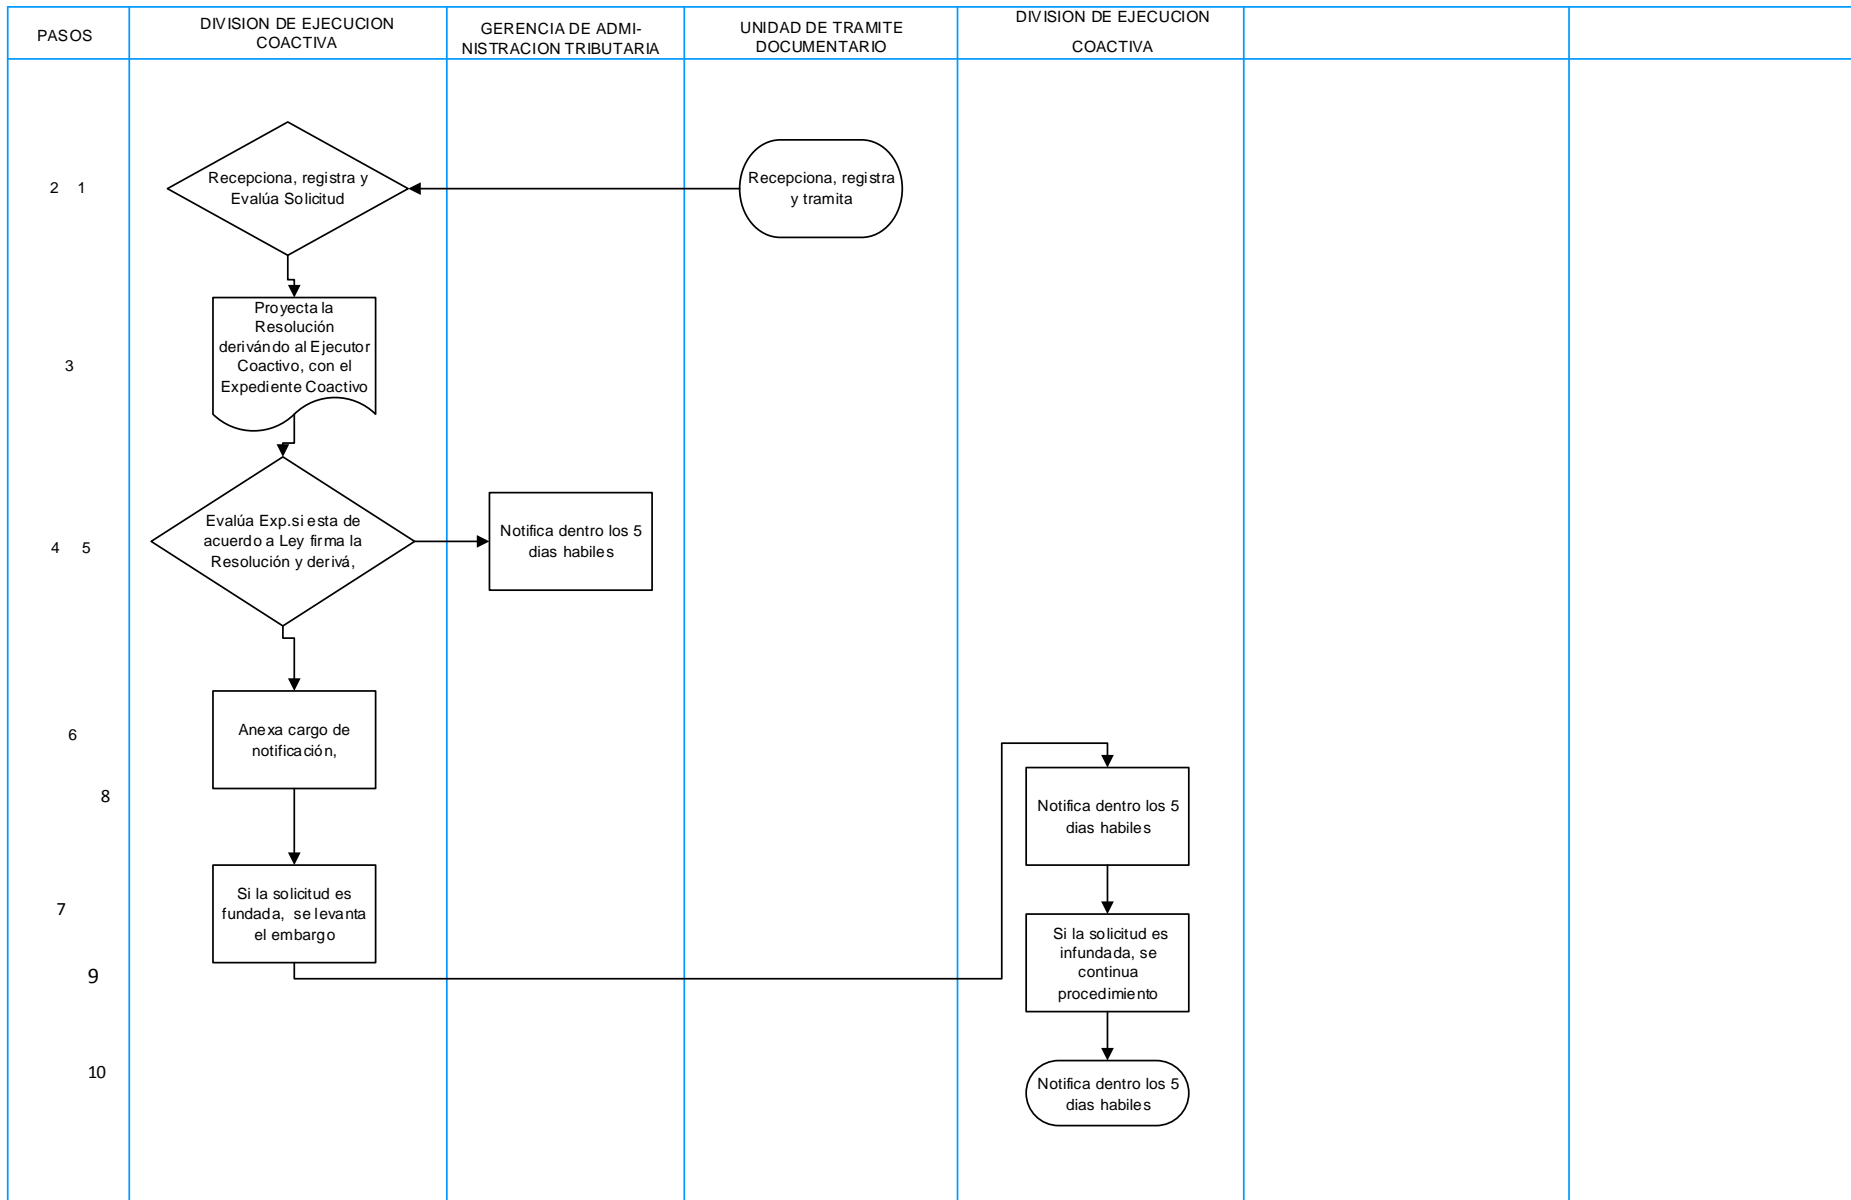 PASOS
DIVISION DE EJECUCION
COACTIVA
GERENCIA DE ADMI-
NISTRACION TRIBUTARIA
UNIDAD DE TRAMITE
DOCUMENTARIO
DIVISION DE EJECUCION
COACTIVA
2 1
Recepciona, registra y
Evalúa Solicitud
Recepciona, registra
y tramita
3
Proyecta la
Resolución
derivándo al Ejecutor
Coactivo, con el
Expediente Coactivo
4 5
Evalúa Exp.si esta de
acuerdo a Ley firma la
Resolución y derivá,
Notifica dentro los 5
dias habiles
6
Anexa cargo de
notificación,
8
Notifica dentro los 5
dias habiles
7
Si la solicitud es
fundada, se levanta
el embargo
9
Si la solicitud es
infundada, se
continua
procedimiento
10
Notifica dentro los 5
dias habiles